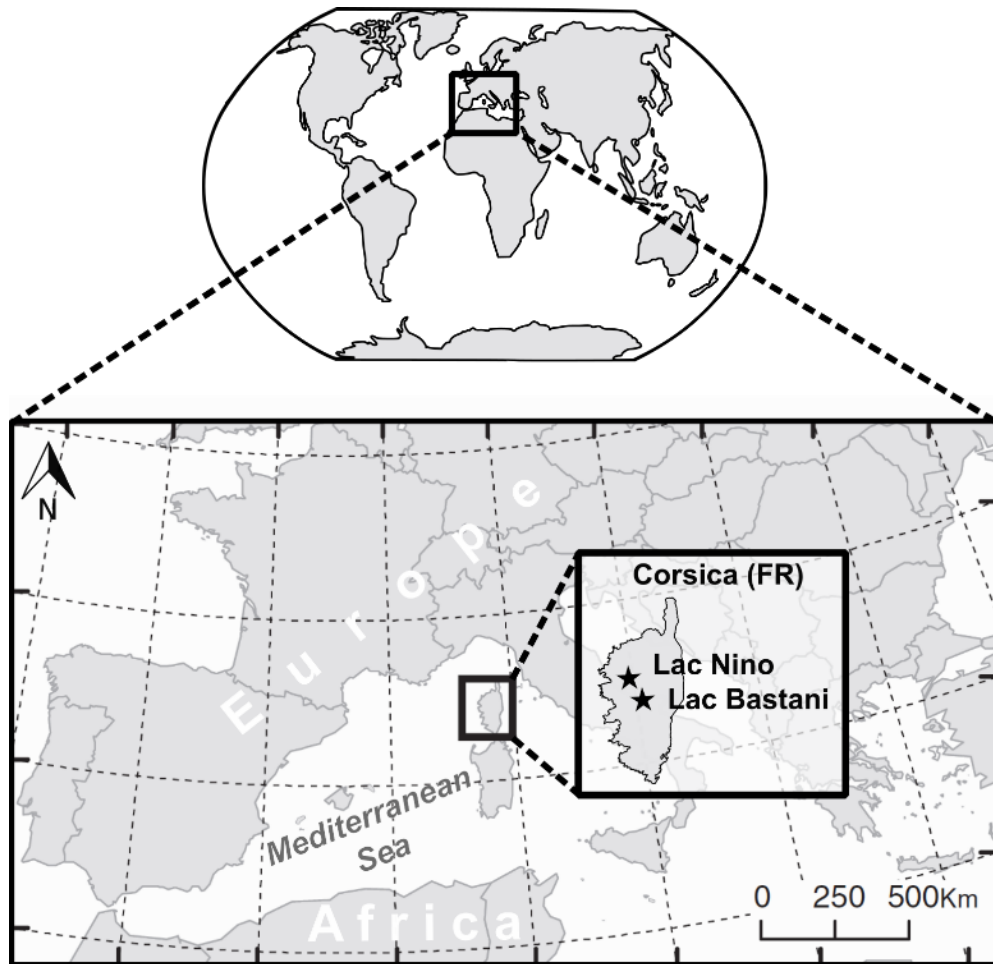 N
Europe
Corsica (FR)
Lac Nino
Lac Bastani
Mediterranean
Sea
Africa
0 250 500Km